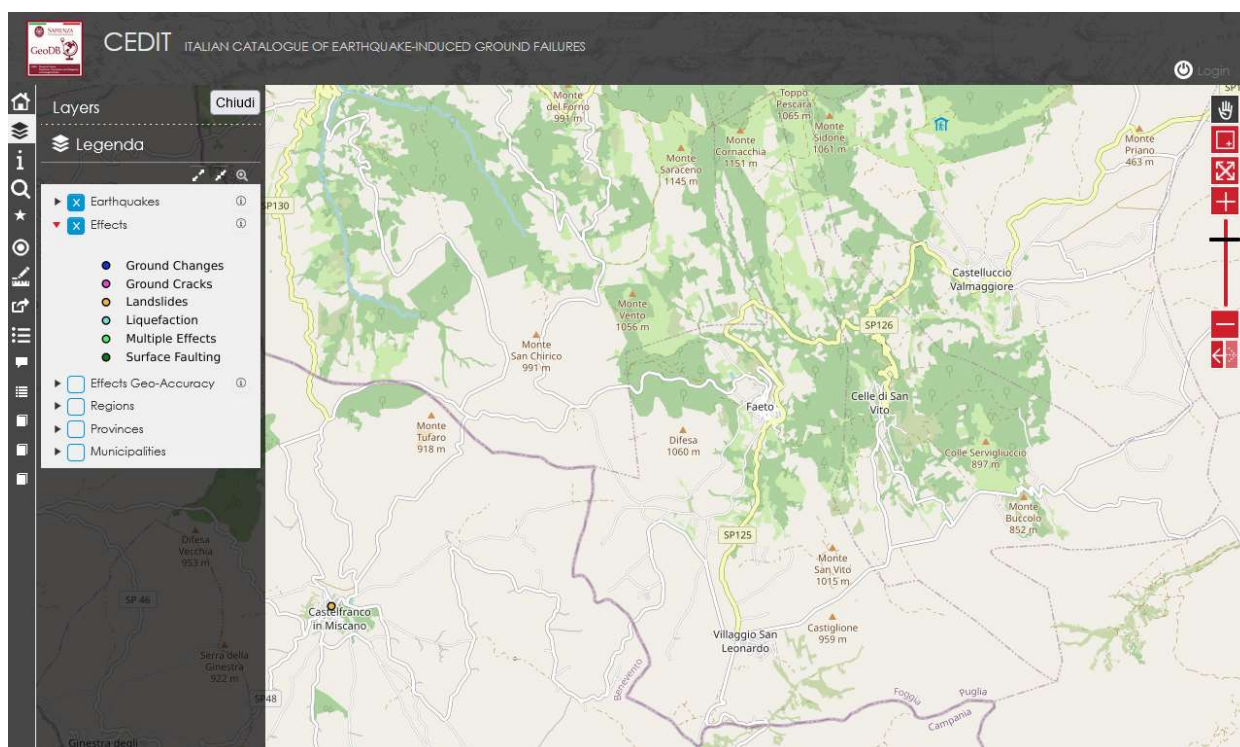 SAPIENZA
GeoDB
CEDIT ITALIAN CATALOGUE OF EARTHQUAKE-INDUCED GROUND FAILURES
Login
Layers
Chiudi
Legenda
Earthquakes
Effects
Ground Changes
Ground Cracks
Landslides
Liquefaction
Multiple Effects
Surface Faulting
Effects Geo-Accuracy
Regions
Provinces
Municipalities
Monte
del Forno
991 m
Toppo
Pescara
1065 m
Monte
Sidone
1061 m
Monte
Cornacchia
1151 m
Monte
Saraceno
1145 m
Monte
Priano
463 m
SP1
SP130
Castelluccio
Valmaggiore
Monte
Vento
1056 m
SP126
Monte
San Chirico
991 m
Faeto
Celle di San
Vito
Monte
Tufaro
918 m
Difesa
1060 m
Colle Servigliuccio
897 m
Monte
Buccolo
852 m
SP125
Difesa
Vecchia
953 m
Monte
San Vito
1015 m
SP 46
Castelfranco
in Miscano
Castiglione
959 m
Villaggio San
Leonardo
Serra della
Ginestra
922 m
SP48
Benevento
Foggia
Puglia
Campania
Ginestra degli